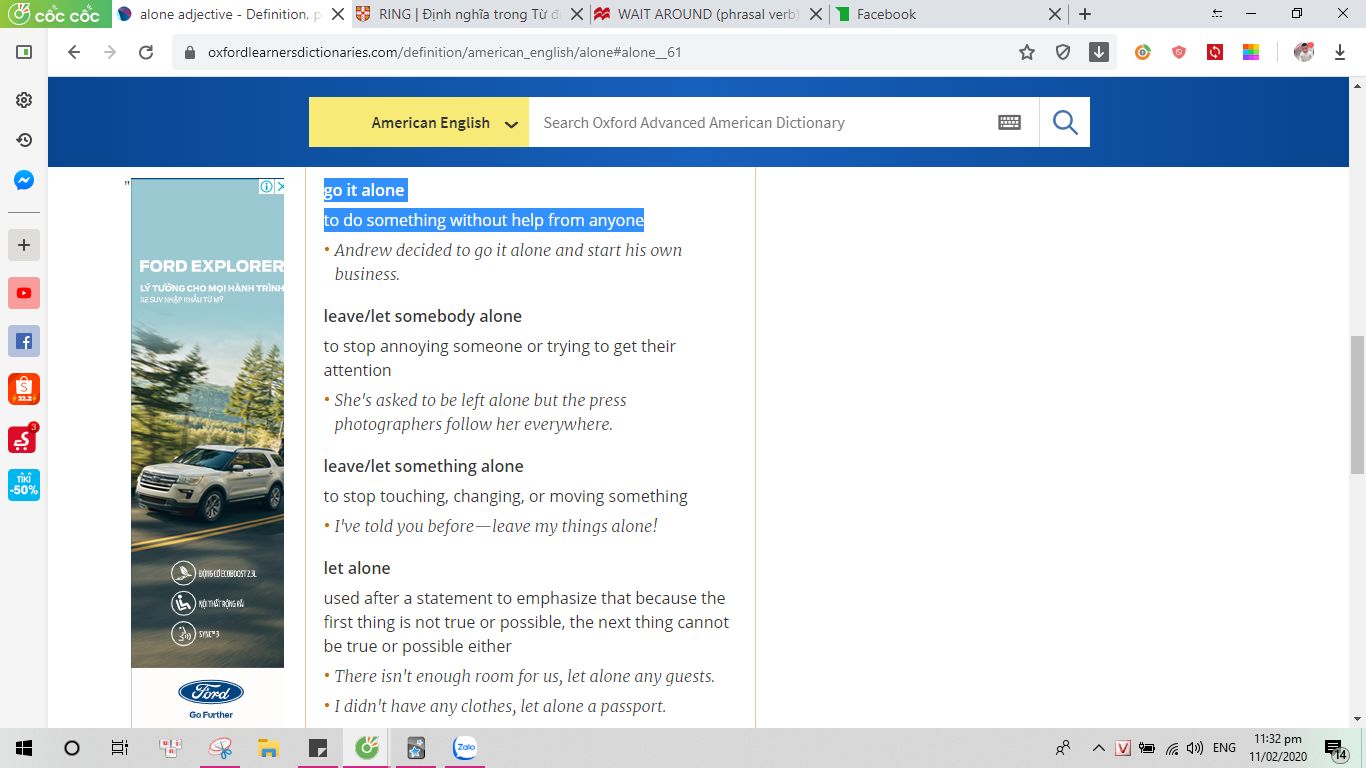 cốc cốc
alone adjective - Definition, p
RING | Định nghĩa trong Từ đi
WAIT AROUND (phrasal verb)
Facebook
oxfordlearnersdictionaries.com/definition/american_english/alone#alone__61
American English
Search Oxford Advanced American Dictionary
"
FORD EXPLORER
LÝ TƯỞNG CHO MỌI HÀNH TRÌNH
XE SUV NHẬP KHẨU TỪ MỸ
ĐỘNG CƠ ECOBOOST 2.3L
NỘI THẤT RỘNG RÃI
SYNC™ 3
Ford
Go Further
go it alone
to do something without help from anyone
• Andrew decided to go it alone and start his own
business.
leave/let somebody alone
to stop annoying someone or trying to get their
attention
• She's asked to be left alone but the press
photographers follow her everywhere.
leave/let something alone
to stop touching, changing, or moving something
• I've told you before—leave my things alone!
let alone
used after a statement to emphasize that because the
first thing is not true or possible, the next thing cannot
be true or possible either
• There isn't enough room for us, let alone any guests.
• I didn't have any clothes, let alone a passport.
22.2
3
TIKI
-50%
Zalo
V
ENG
11:32 pm
11/02/2020
14